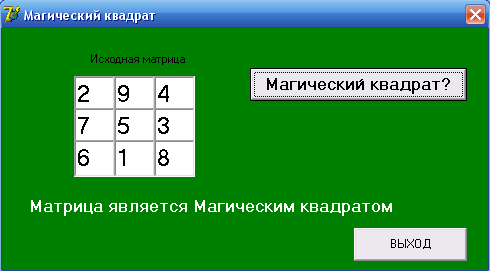 Магический квадрат
Исходная матрица
2 9 4
7 5 3
6 1 8
Магический квадрат?
Матрица является Магическим квадратом
ВЫХОД